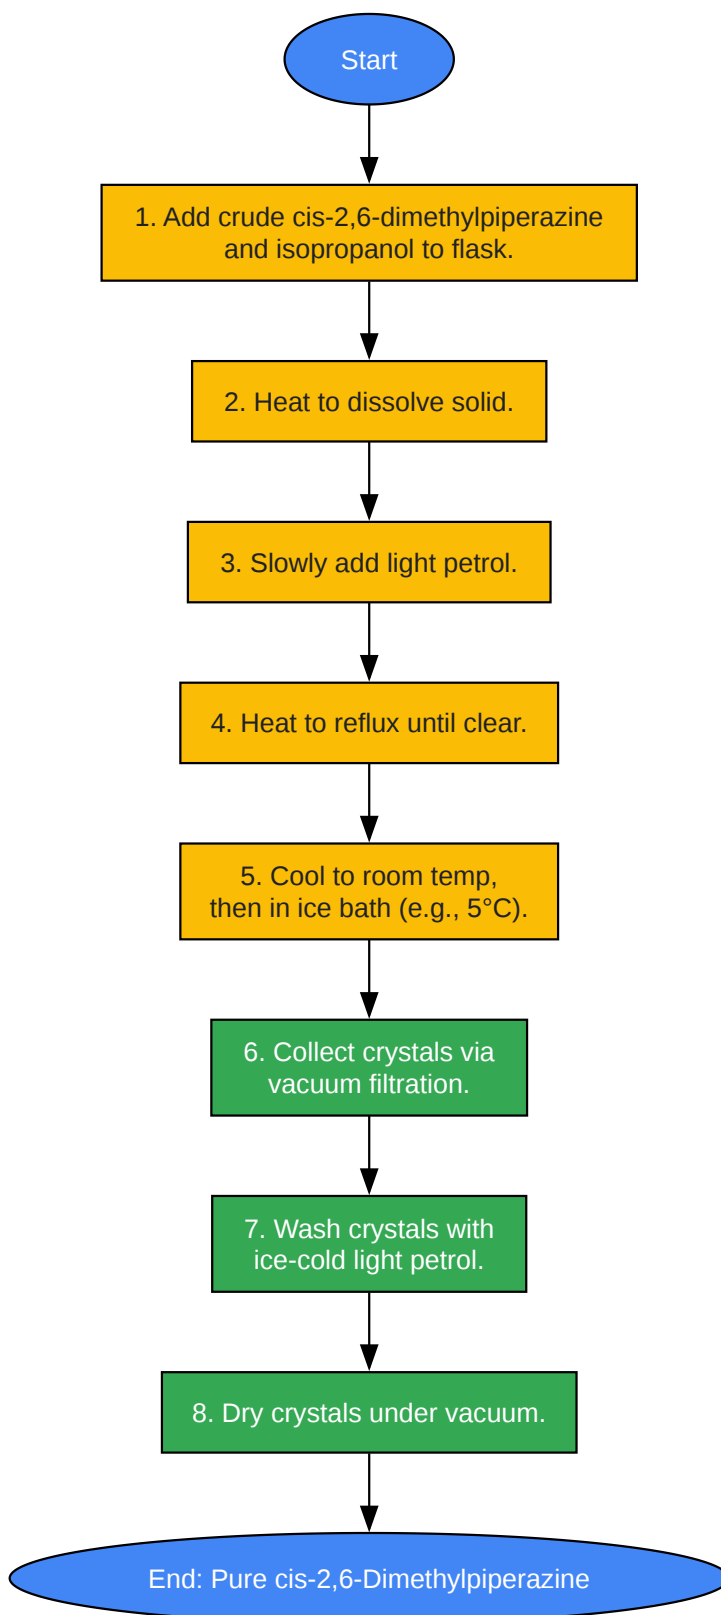 Start
1. Add crude cis-2,6-dimethylpiperazine
and isopropanol to flask.
2. Heat to dissolve solid.
3. Slowly add light petrol.
4. Heat to reflux until clear.
5. Cool to room temp,
then in ice bath (e.g., 5°C).
6. Collect crystals via
vacuum filtration.
7. Wash crystals with
ice-cold light petrol.
8. Dry crystals under vacuum.
End: Pure cis-2,6-Dimethylpiperazine